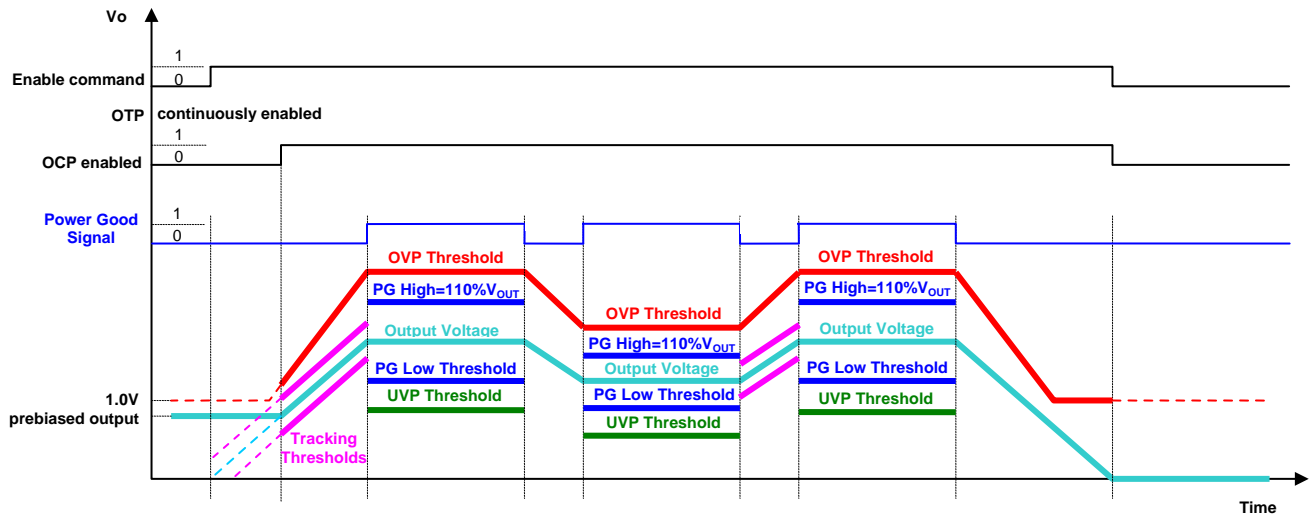 Vo
1
Enable command
0
OTP continuously enabled
1
0
OCP enabled
Power Good
Signal
1
0
OVP Threshold
OVP Threshold
PG High=110%VOUT
PG High=110%VOUT
OVP Threshold
Output Voltage
Output Voltage
PG High=110%VOUT
PG Low Threshold
Output Voltage
PG Low Threshold
1.0V
UVP Threshold
PG Low Threshold
UVP Threshold
prebiased output
UVP Threshold
Tracking
Thresholds
Time